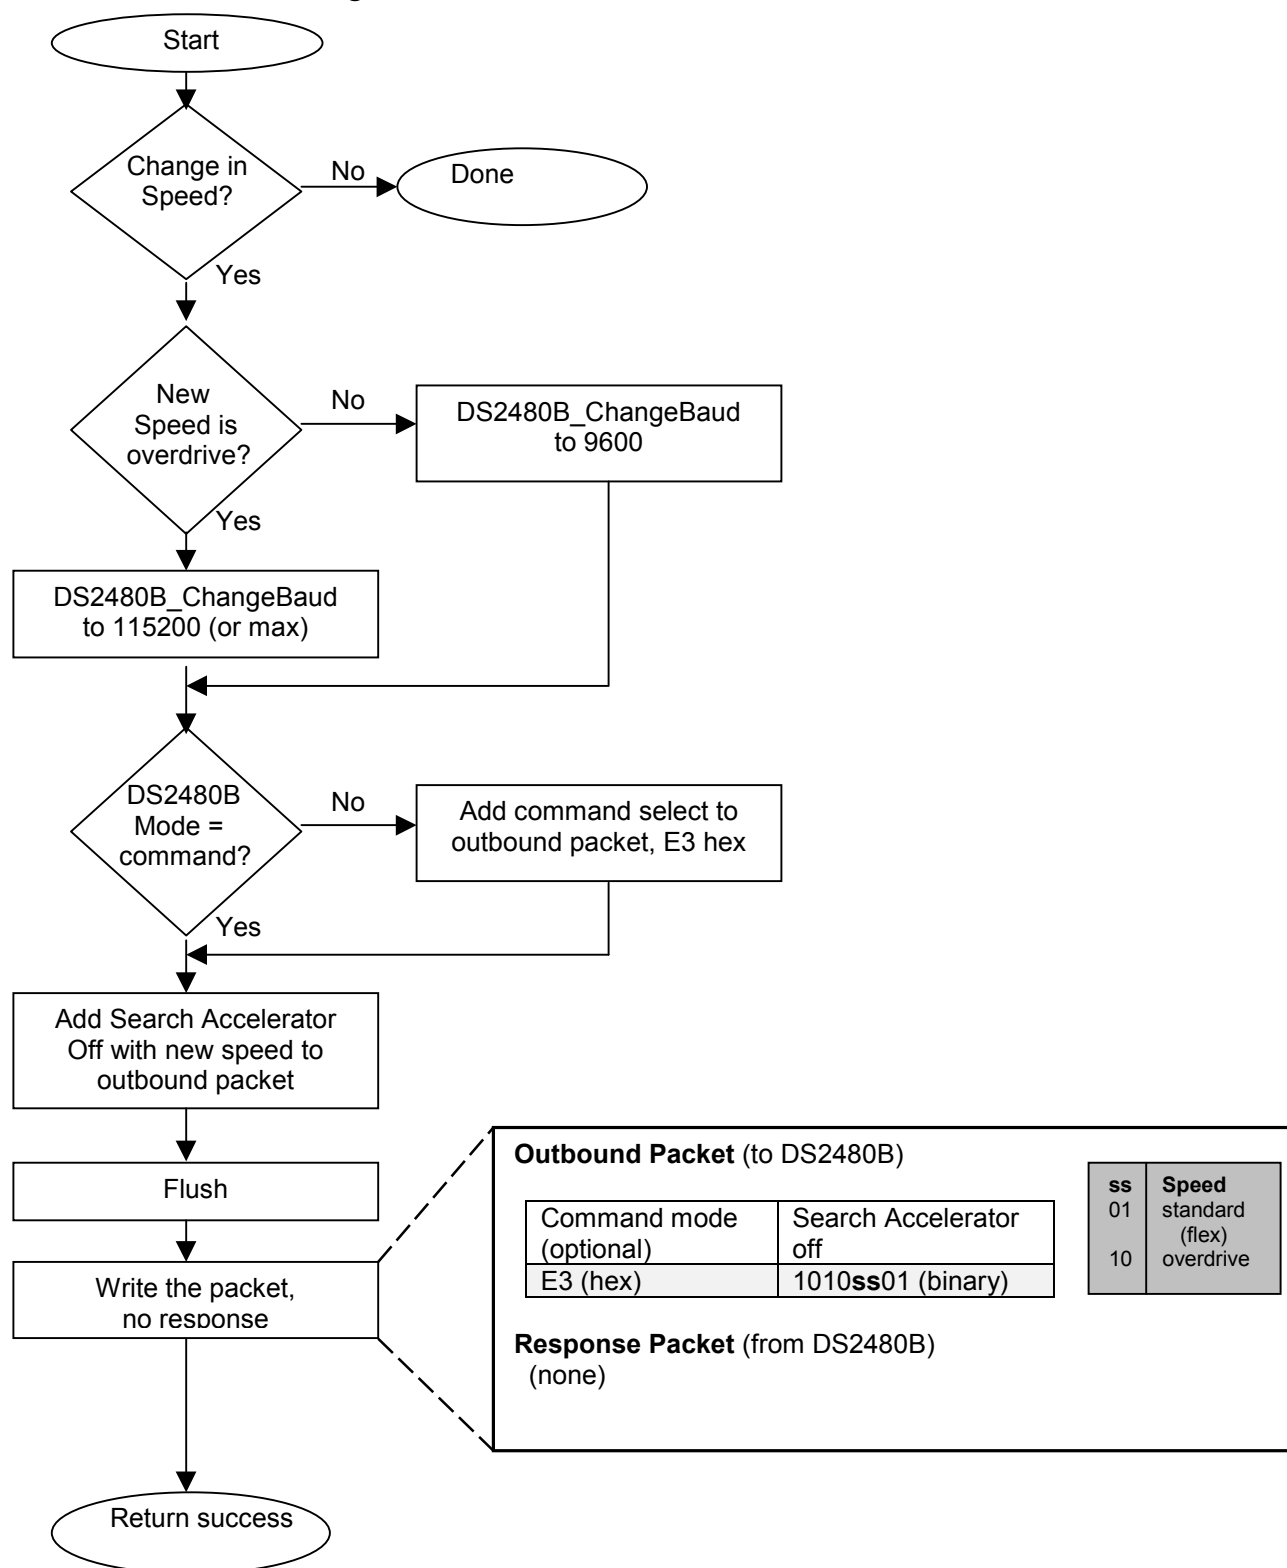 Start
Change in
Speed?
No
Done
Yes
New
Speed is
overdrive?
No
DS2480B_ChangeBaud
to 9600
Yes
DS2480B_ChangeBaud
to 115200 (or max)
DS2480B
Mode =
command?
No
Add command select to
outbound packet, E3 hex
Yes
Add Search Accelerator
Off with new speed to
outbound packet
Flush
Write the packet,
no response
Outbound Packet (to DS2480B)
Command mode
(optional)
Search Accelerator
off
E3 (hex)
1010ss01 (binary)
ss Speed
01 standard
(flex)
10 overdrive
Response Packet (from DS2480B)
(none)
Return success